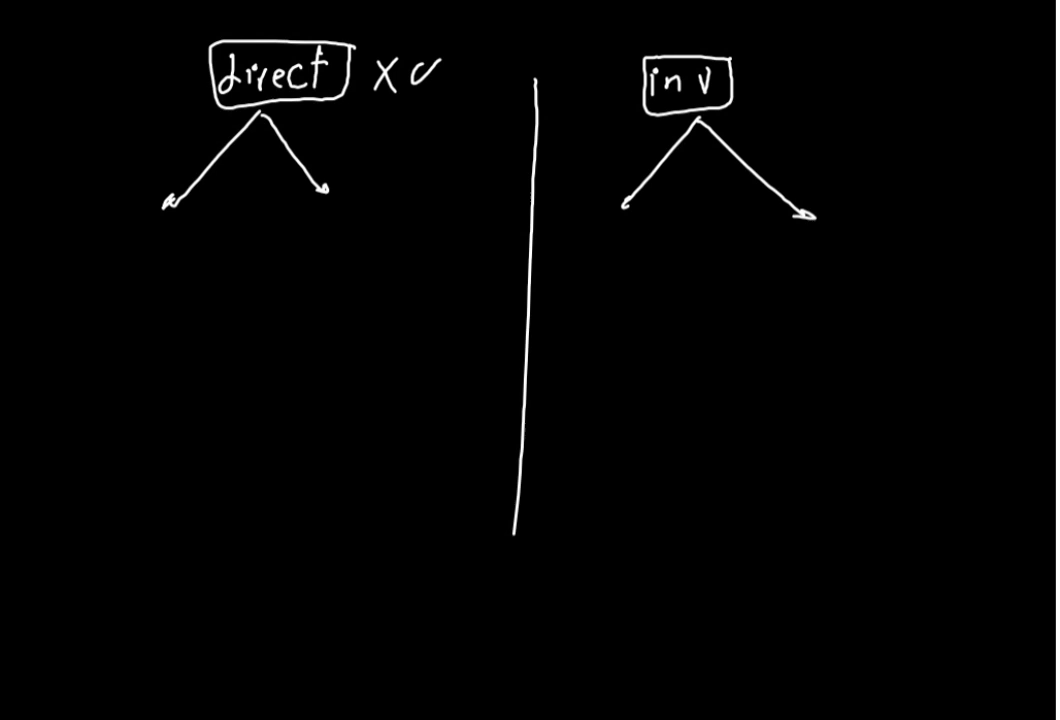 direct x ✓
inv